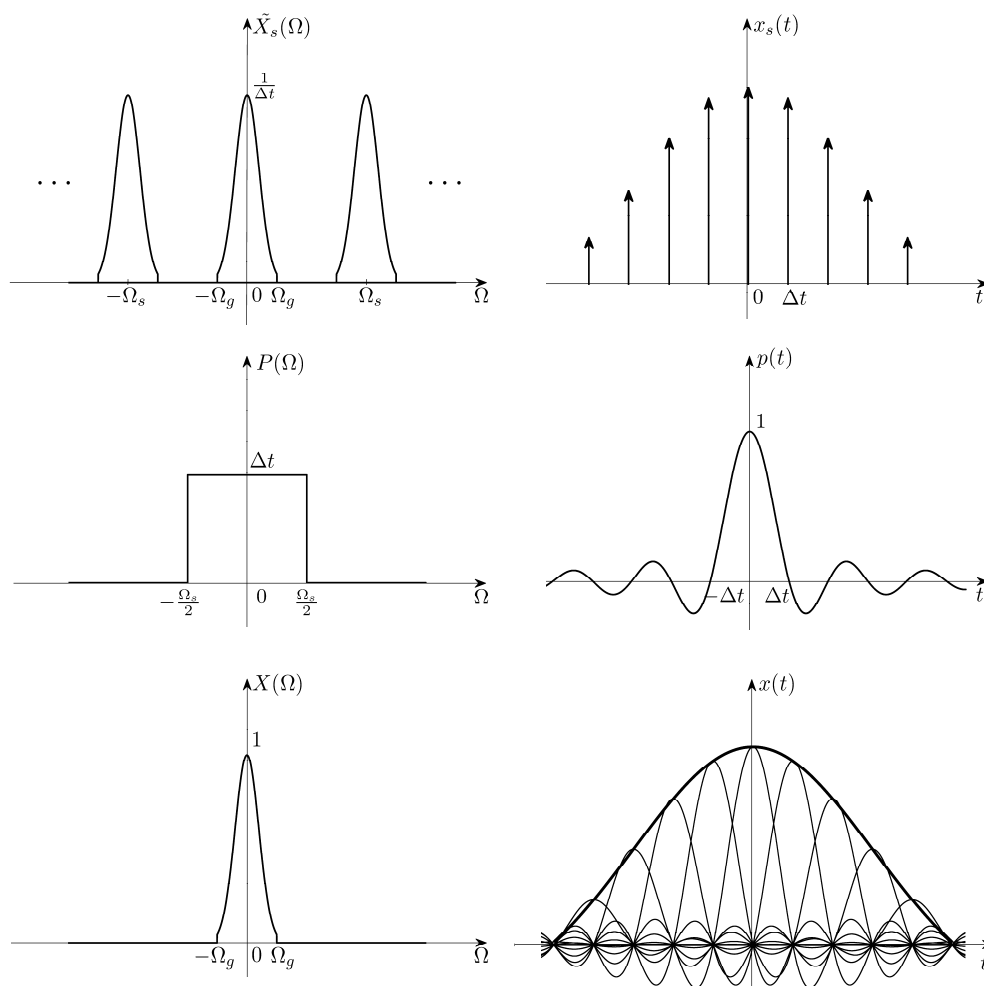 X̃_s(Ω)
1/Δt
· · ·
· · ·
−Ω_s −Ω_g 0 Ω_g Ω_s Ω
x_s(t)
0 Δt t
P(Ω)
Δt
−Ω_s/2 0 Ω_s/2 Ω
p(t)
1
−Δt Δt t
X(Ω)
1
−Ω_g 0 Ω_g Ω
x(t)
t